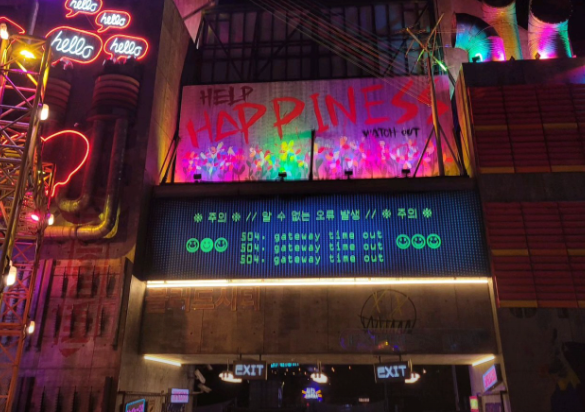 hello
hello
hello
hello
HELP
HAPPINESS
WATCH OUT
※ 주의 ※ // 알 수 없는 오류 발생 // ※ 주의 ※
504. gateway time out
504. gateway time out
504. gateway time out
EXIT
EXIT